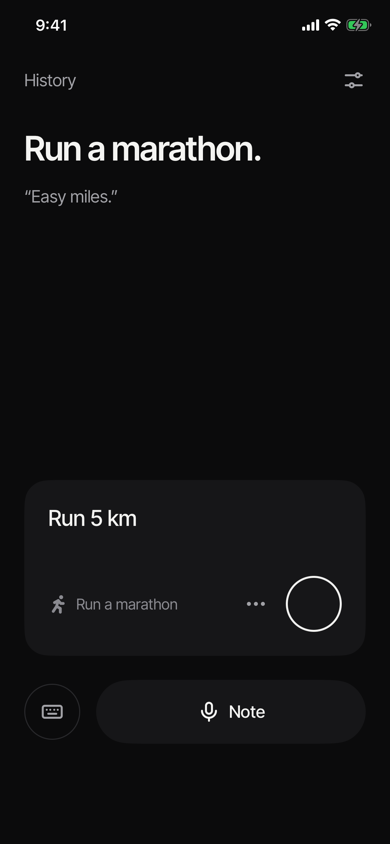 9:41
History
Run a marathon.
“Easy miles.”
Run 5 km
Run a marathon
Note